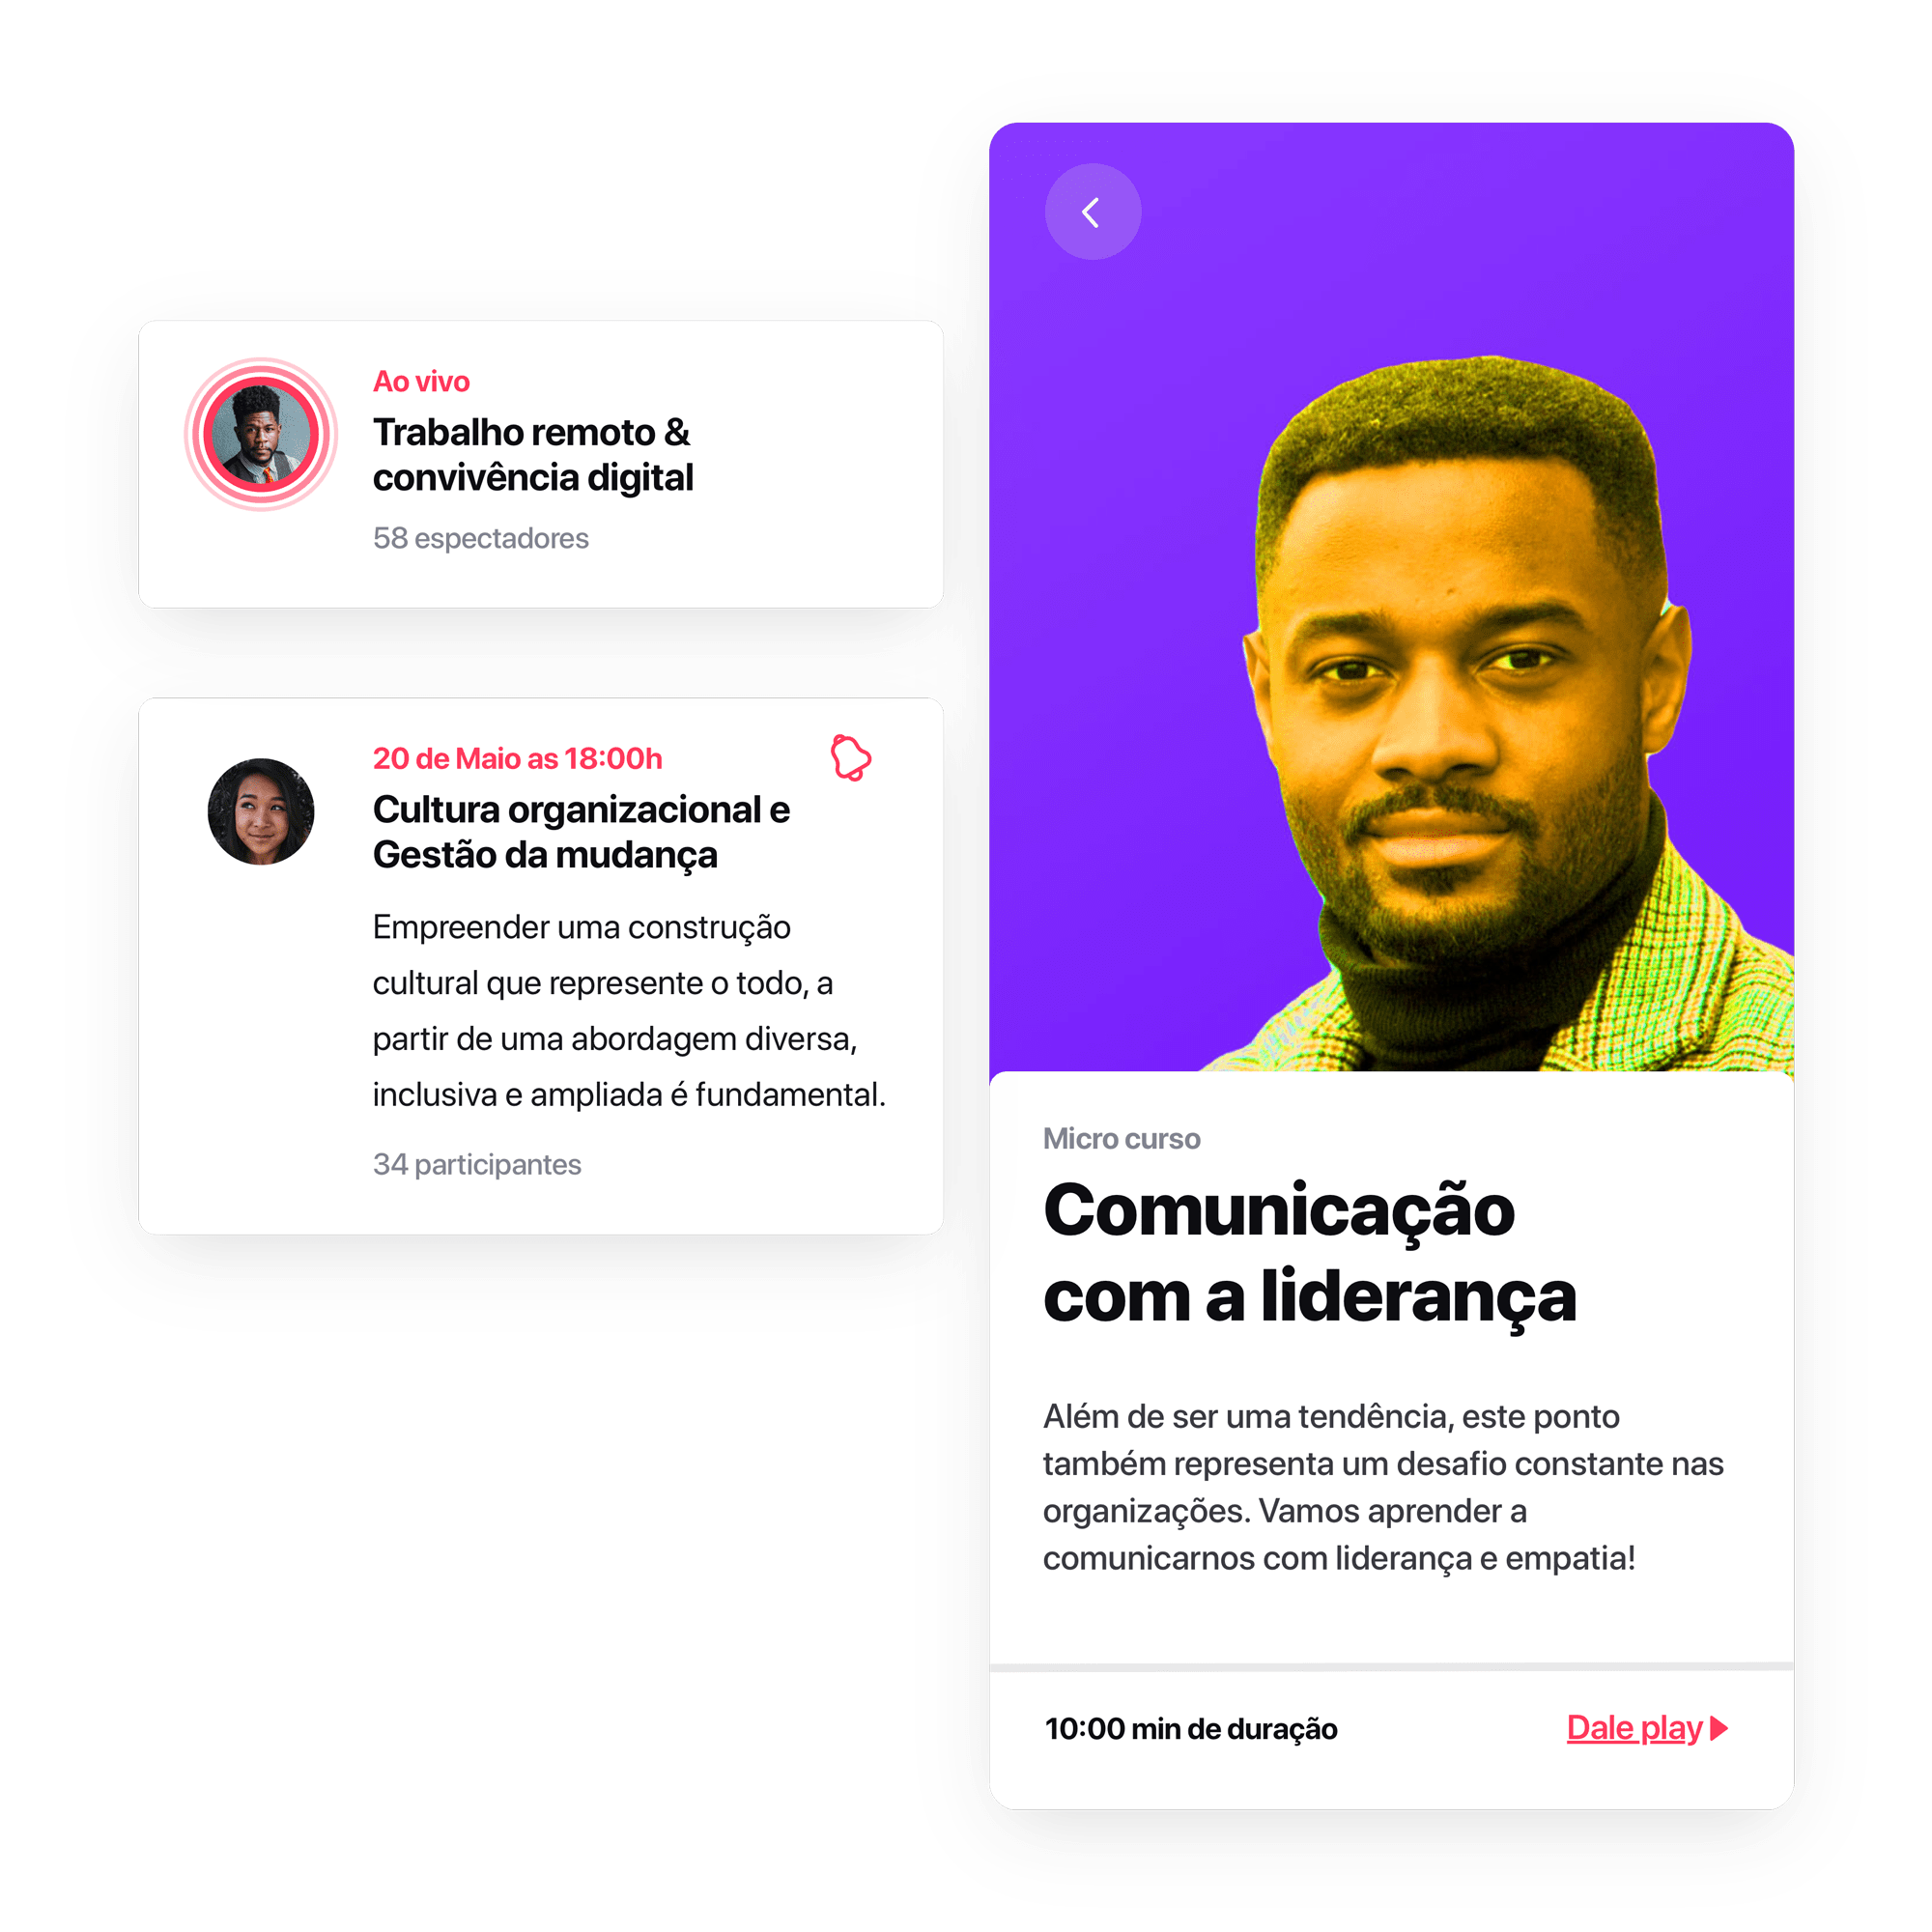 Ao vivo
Trabalho remoto &
convivência digital
58 espectadores
20 de Maio as 18:00h
Cultura organizacional e
Gestão da mudança
Empreender uma construção
cultural que represente o todo, a
partir de uma abordagem diversa,
inclusiva e ampliada é fundamental.
34 participantes
Micro curso
Comunicação
com a liderança
Além de ser uma tendência, este ponto
também representa um desafio constante nas
organizações. Vamos aprender a
comunicarnos com liderança e empatia!
10:00 min de duração
Dale play